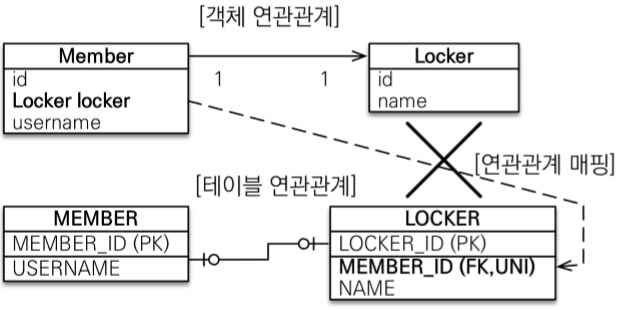 [객체 연관관계]
Member
id
Locker locker
username
1
1
Locker
id
name
[연관관계 매핑]
[테이블 연관관계]
MEMBER
MEMBER_ID (PK)
USERNAME
LOCKER
LOCKER_ID (PK)
MEMBER_ID (FK,UNI)
NAME